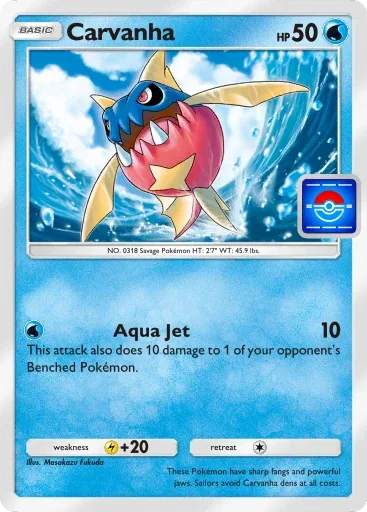 BASIC Carvanha HP 50
NO. 0318 Savage Pokémon HT: 2'7" WT: 45.9 lbs.
Aqua Jet 10
This attack also does 10 damage to 1 of your opponent's
Benched Pokémon.
weakness +20 retreat
Illus. Masakazu Fukuda
These Pokémon have sharp fangs and powerful
jaws. Sailors avoid Carvanha dens at all costs.